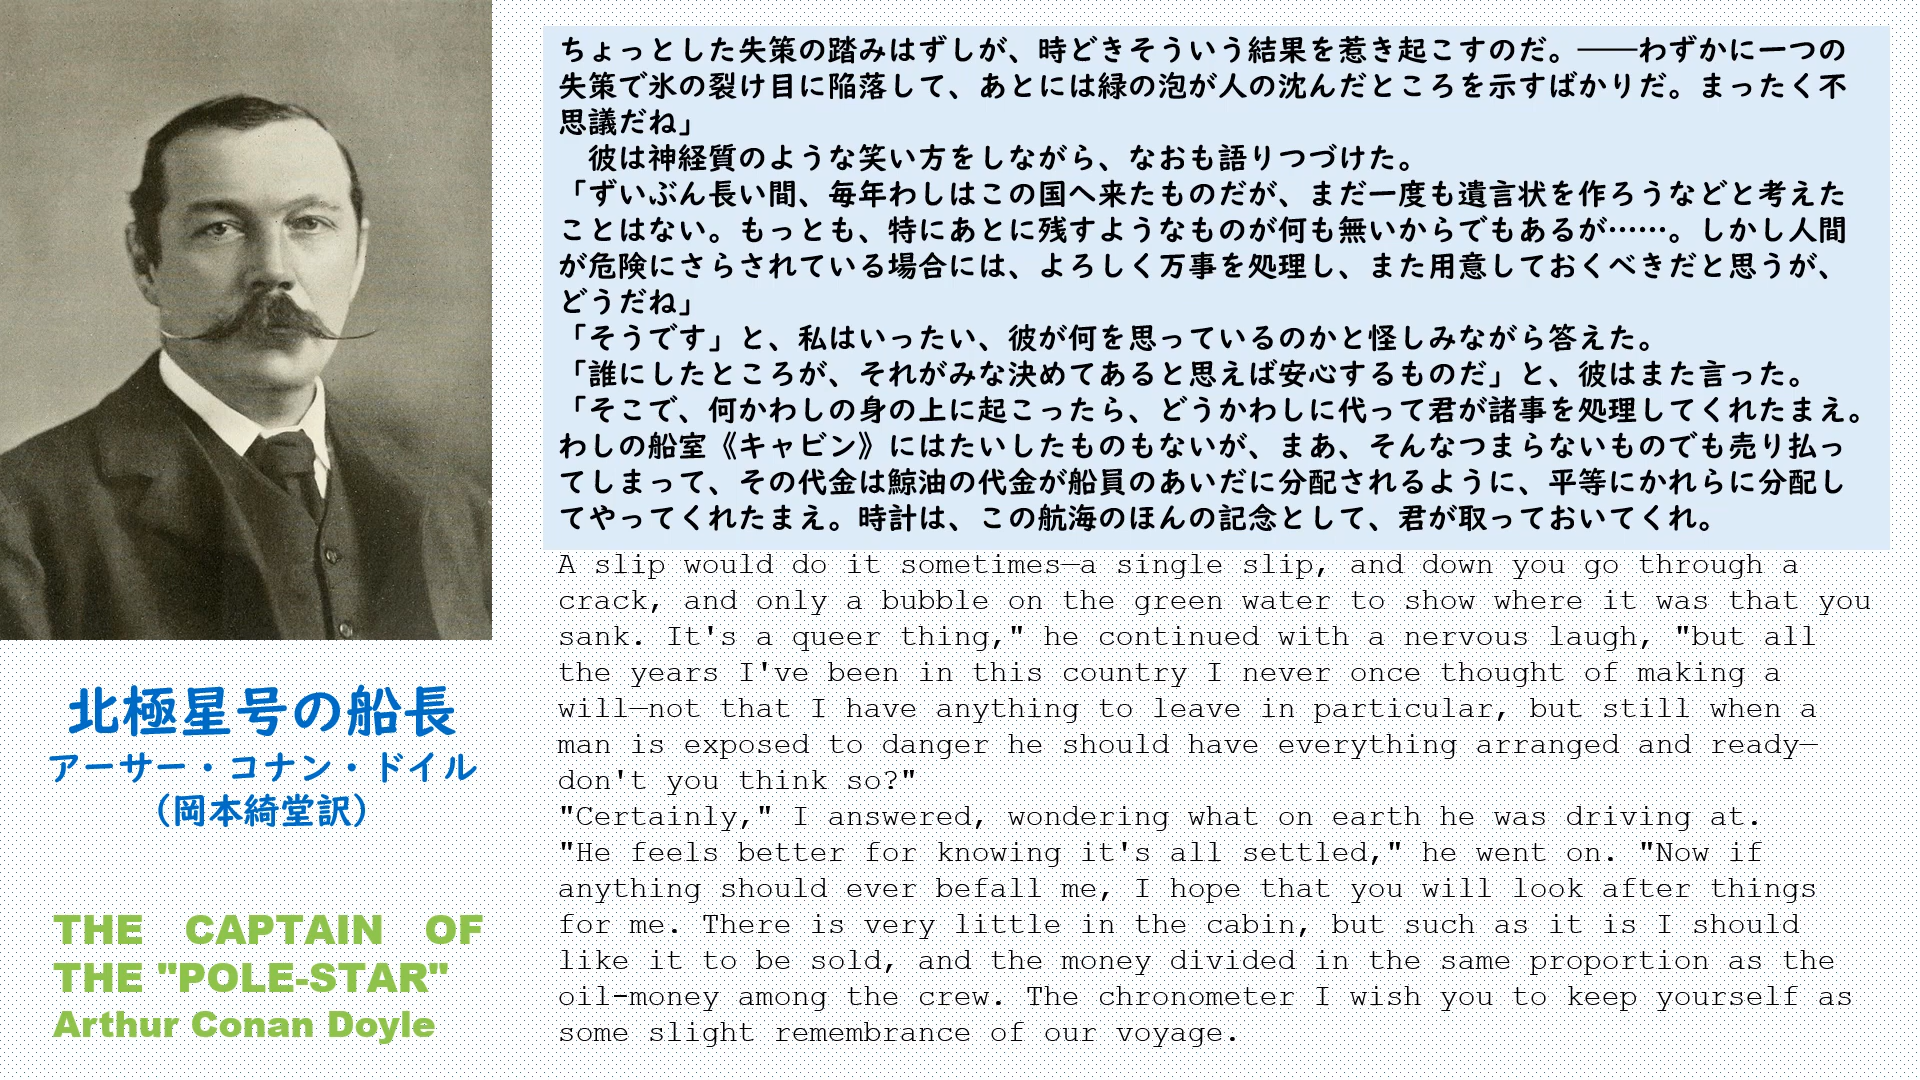 ちょっとした失策の踏みはずしが、時どきそういう結果を惹き起こすのだ。――わずかに一つの
失策で氷の裂け目に陥落して、あとには緑の泡が人の沈んだところを示すばかりだ。まったく不
思議だね」
　彼は神経質のような笑い方をしながら、なおも語りつづけた。
「ずいぶん長い間、毎年わしはこの国へ来たものだが、まだ一度も遺言状を作ろうなどと考えた
ことはない。もっとも、特にあとに残すようなものが何も無いからでもあるが……。しかし人間
が危険にさらされている場合には、よろしく万事を処理し、また用意しておくべきだと思うが、
どうだね」
「そうです」と、私はいったい、彼が何を思っているのかと怪しみながら答えた。
「誰にしたところが、それがみな決めてあると思えば安心するものだ」と、彼はまた言った。
「そこで、何かわしの身の上に起こったら、どうかわしに代って君が諸事を処理してくれたまえ。
わしの船室《キャビン》にはたいしたものもないが、まあ、そんなつまらないものでも売り払っ
てしまって、その代金は鯨油の代金が船員のあいだに分配されるように、平等にかれらに分配し
てやってくれたまえ。時計は、この航海のほんの記念として、君が取っておいてくれ。
A slip would do it sometimes—a single slip, and down you go through a
crack, and only a bubble on the green water to show where it was that you
sank. It's a queer thing," he continued with a nervous laugh, "but all
the years I've been in this country I never once thought of making a
will—not that I have anything to leave in particular, but still when a
man is exposed to danger he should have everything arranged and ready—
don't you think so?"
"Certainly," I answered, wondering what on earth he was driving at.
"He feels better for knowing it's all settled," he went on. "Now if
anything should ever befall me, I hope that you will look after things
for me. There is very little in the cabin, but such as it is I should
like it to be sold, and the money divided in the same proportion as the
oil-money among the crew. The chronometer I wish you to keep yourself as
some slight remembrance of our voyage.
北極星号の船長
アーサー・コナン・ドイル
（岡本綺堂訳）
THE CAPTAIN OF
THE "POLE-STAR"
Arthur Conan Doyle